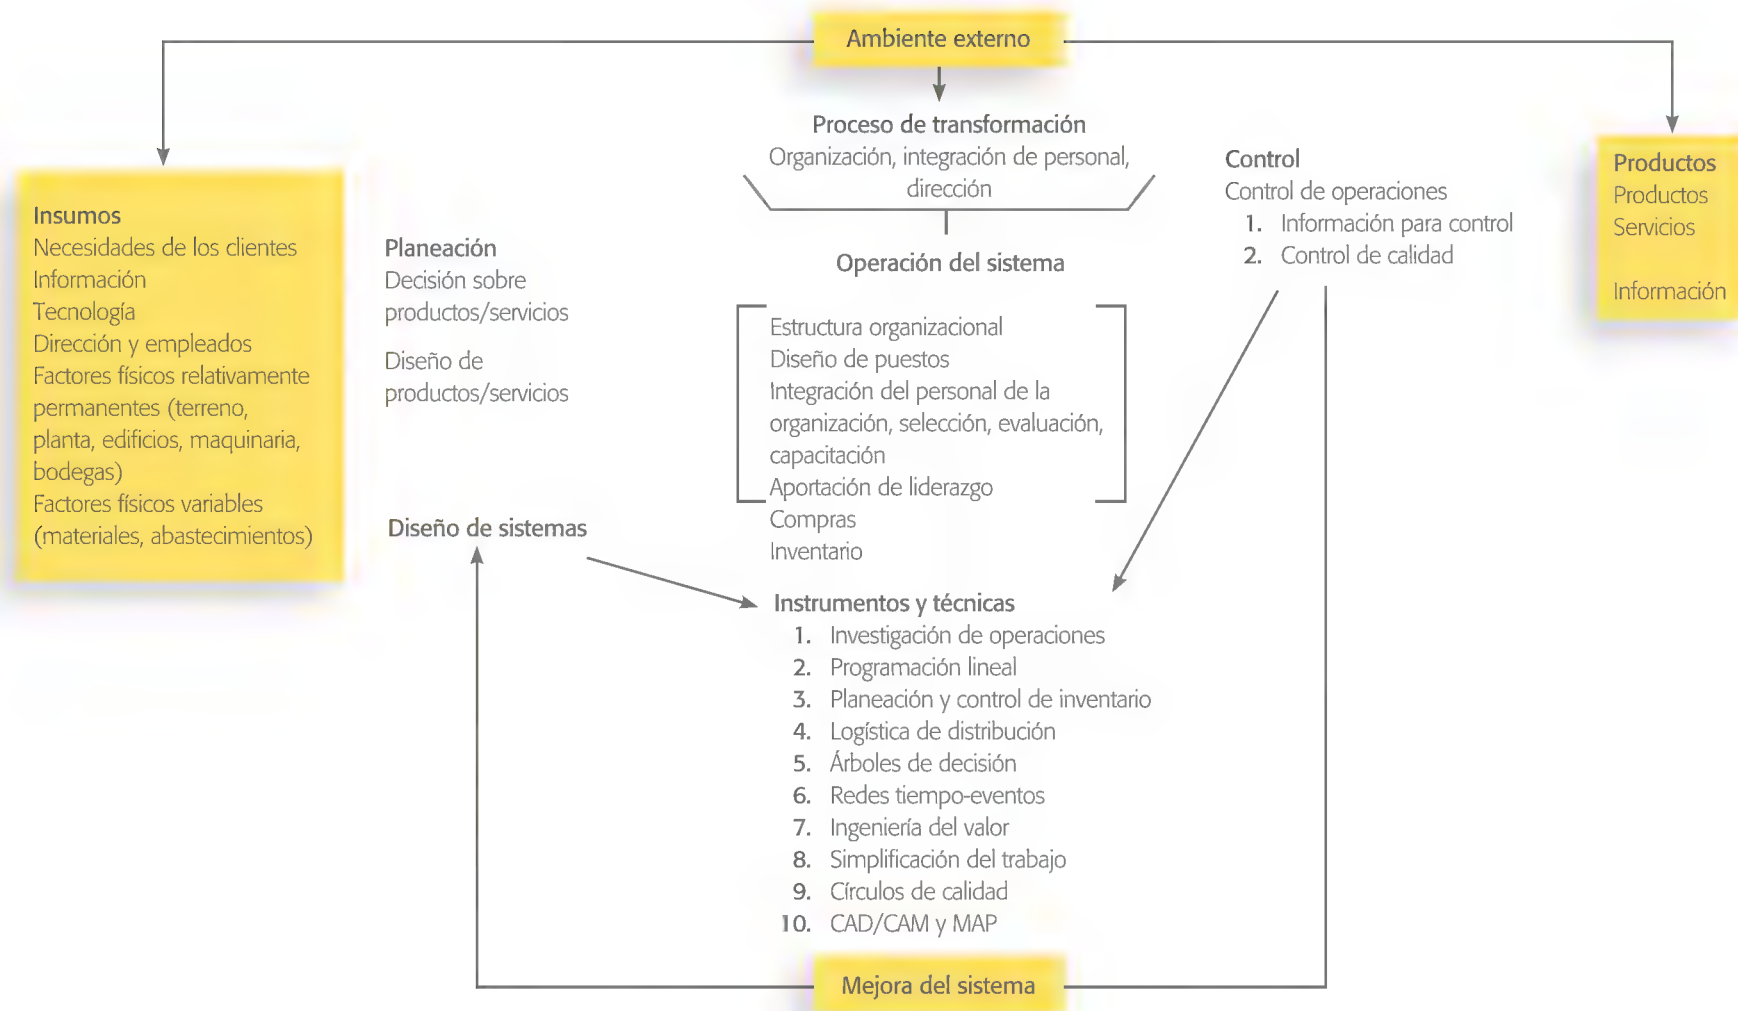 Ambiente externo
Insumos
Necesidades de los clientes
Información
Tecnología
Dirección y empleados
Factores físicos relativamente
permanentes (terreno,
planta, edificios, maquinaria,
bodegas)
Factores físicos variables
(materiales, abastecimientos)
Planeación
Decisión sobre
productos/servicios
Diseño de
productos/servicios
Diseño de sistemas
Proceso de transformación
Organización, integración de personal,
dirección
Operación del sistema
Estructura organizacional
Diseño de puestos
Integración del personal de la
organización, selección, evaluación,
capacitación
Aportación de liderazgo
Compras
Inventario
Instrumentos y técnicas
1. Investigación de operaciones
2. Programación lineal
3. Planeación y control de inventario
4. Logística de distribución
5. Árboles de decisión
6. Redes tiempo-eventos
7. Ingeniería del valor
8. Simplificación del trabajo
9. Círculos de calidad
10. CAD/CAM y MAP
Control
Control de operaciones
1. Información para control
2. Control de calidad
Productos
Productos
Servicios
Información
Mejora del sistema